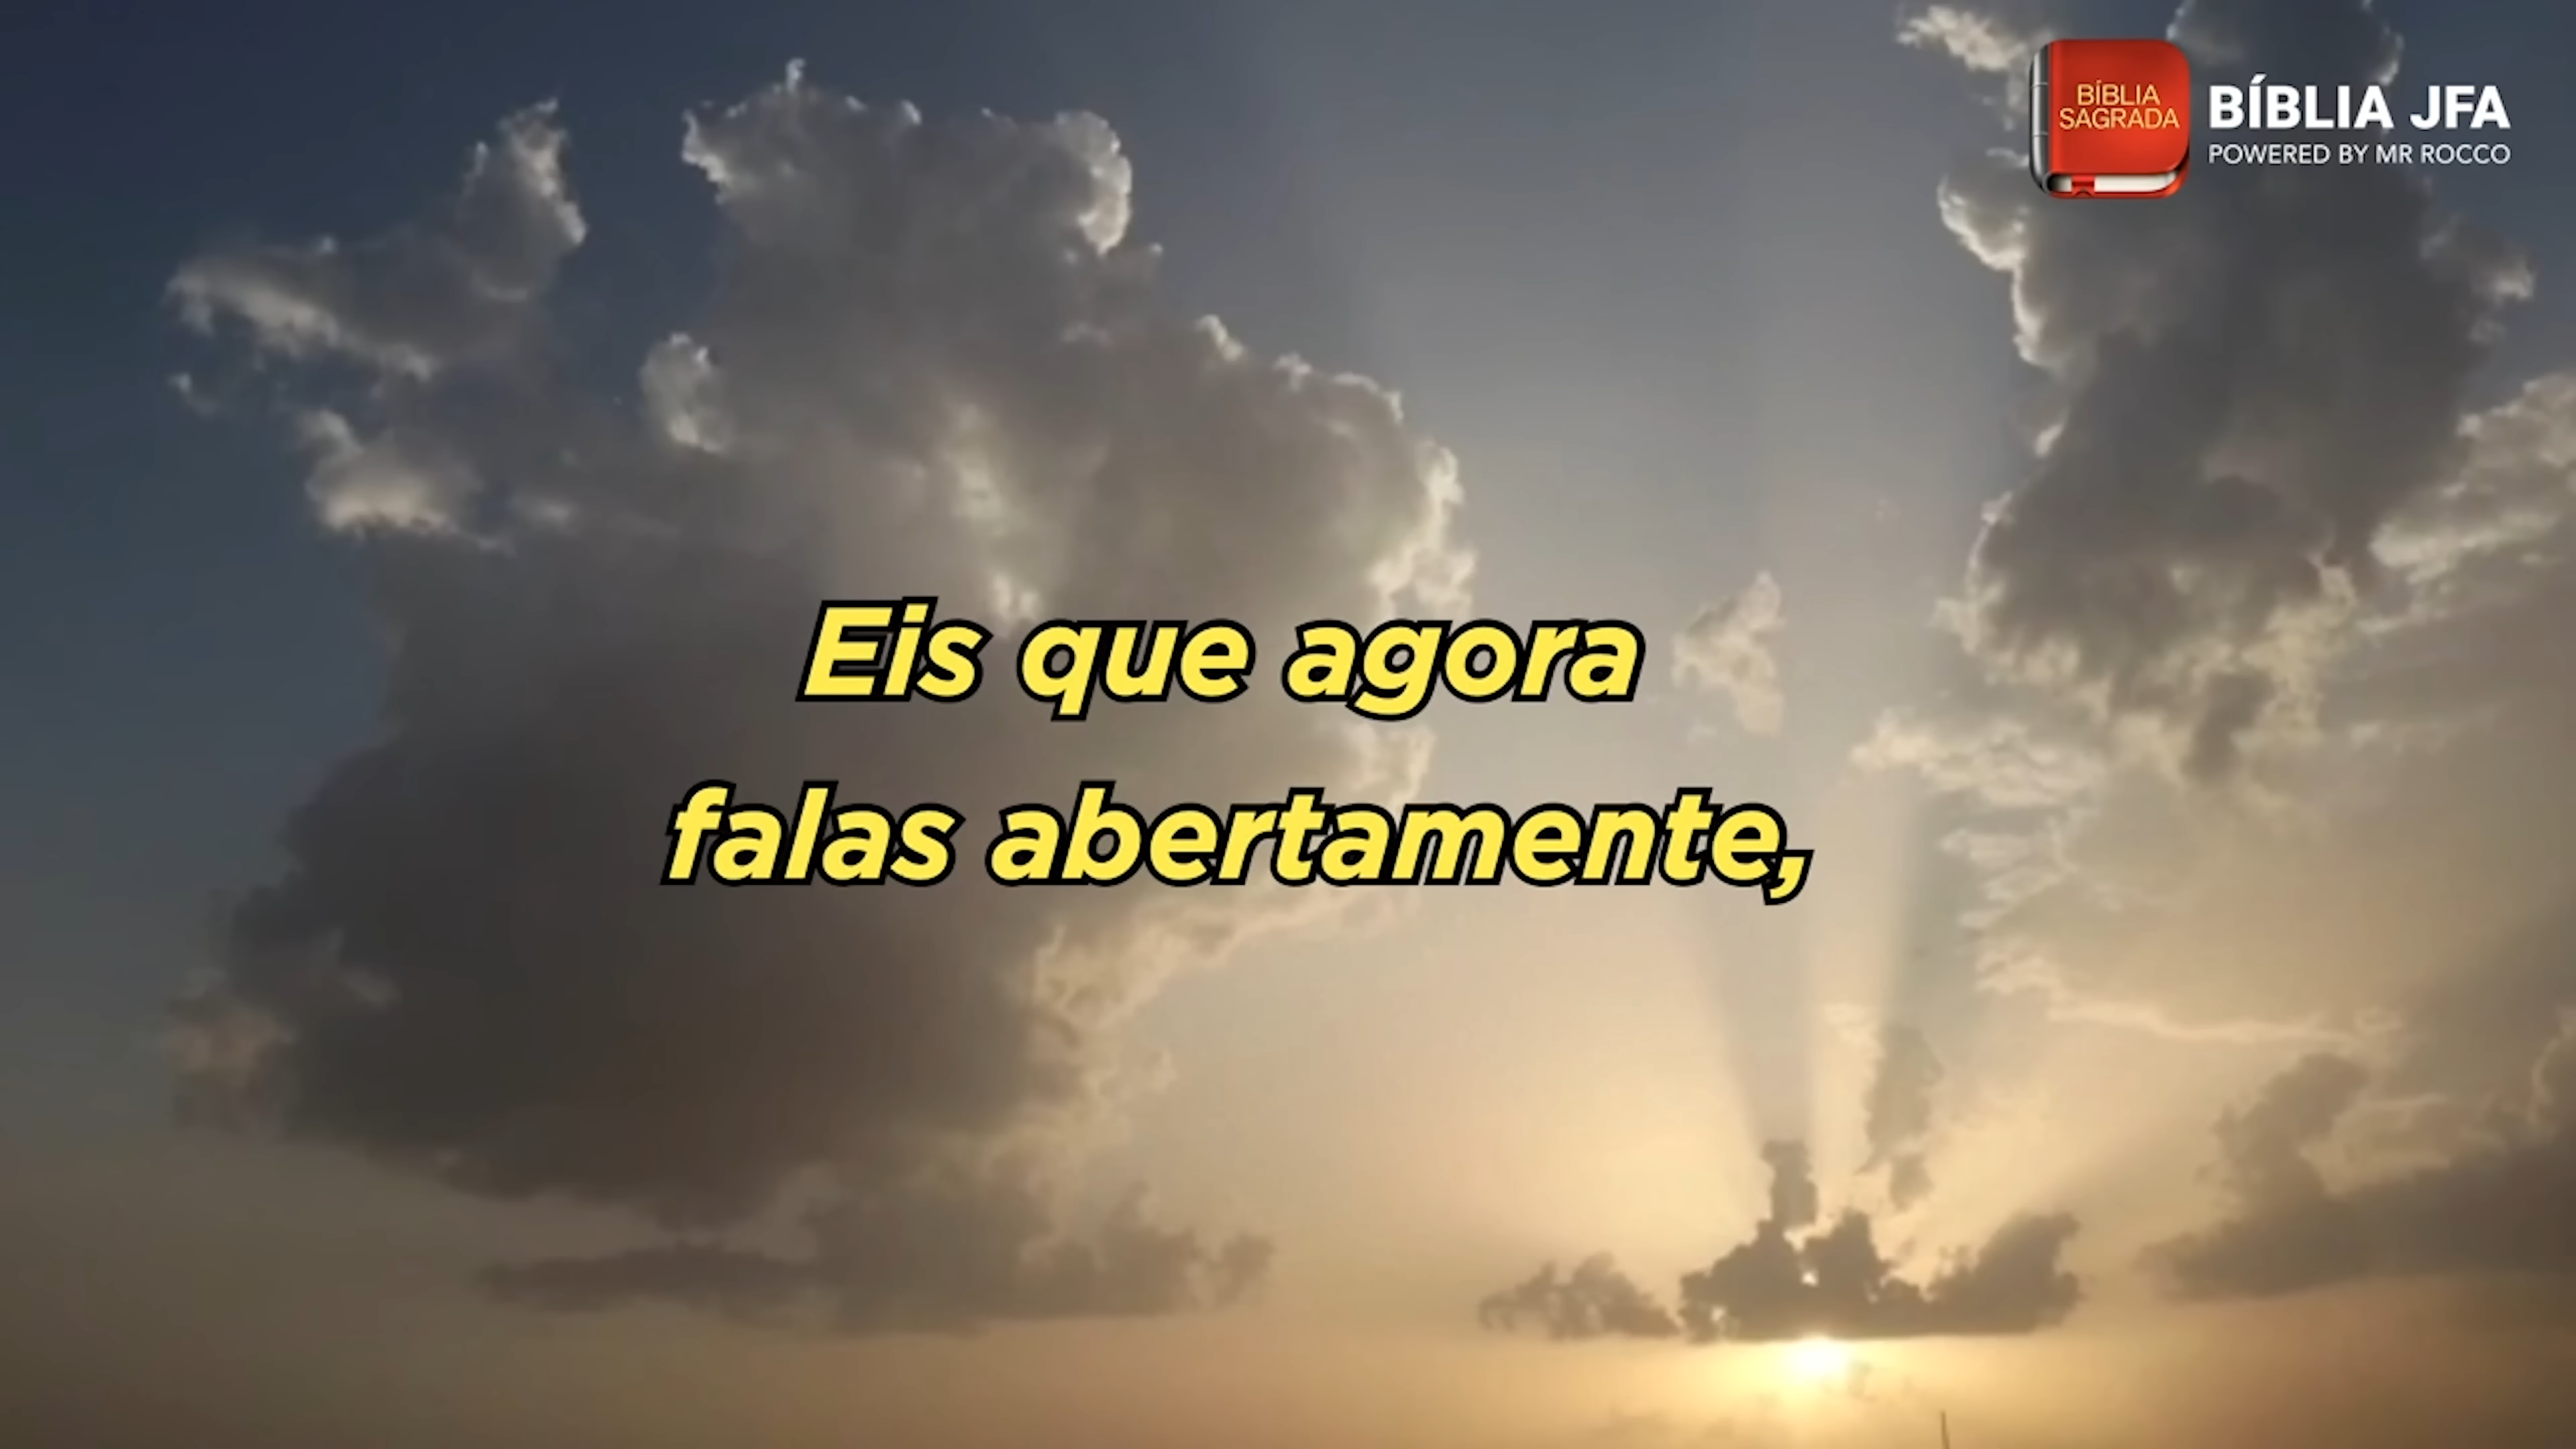 BÍBLIA
SAGRADA
BÍBLIA JFA
POWERED BY MR ROCCO
Eis que agora
falas abertamente,